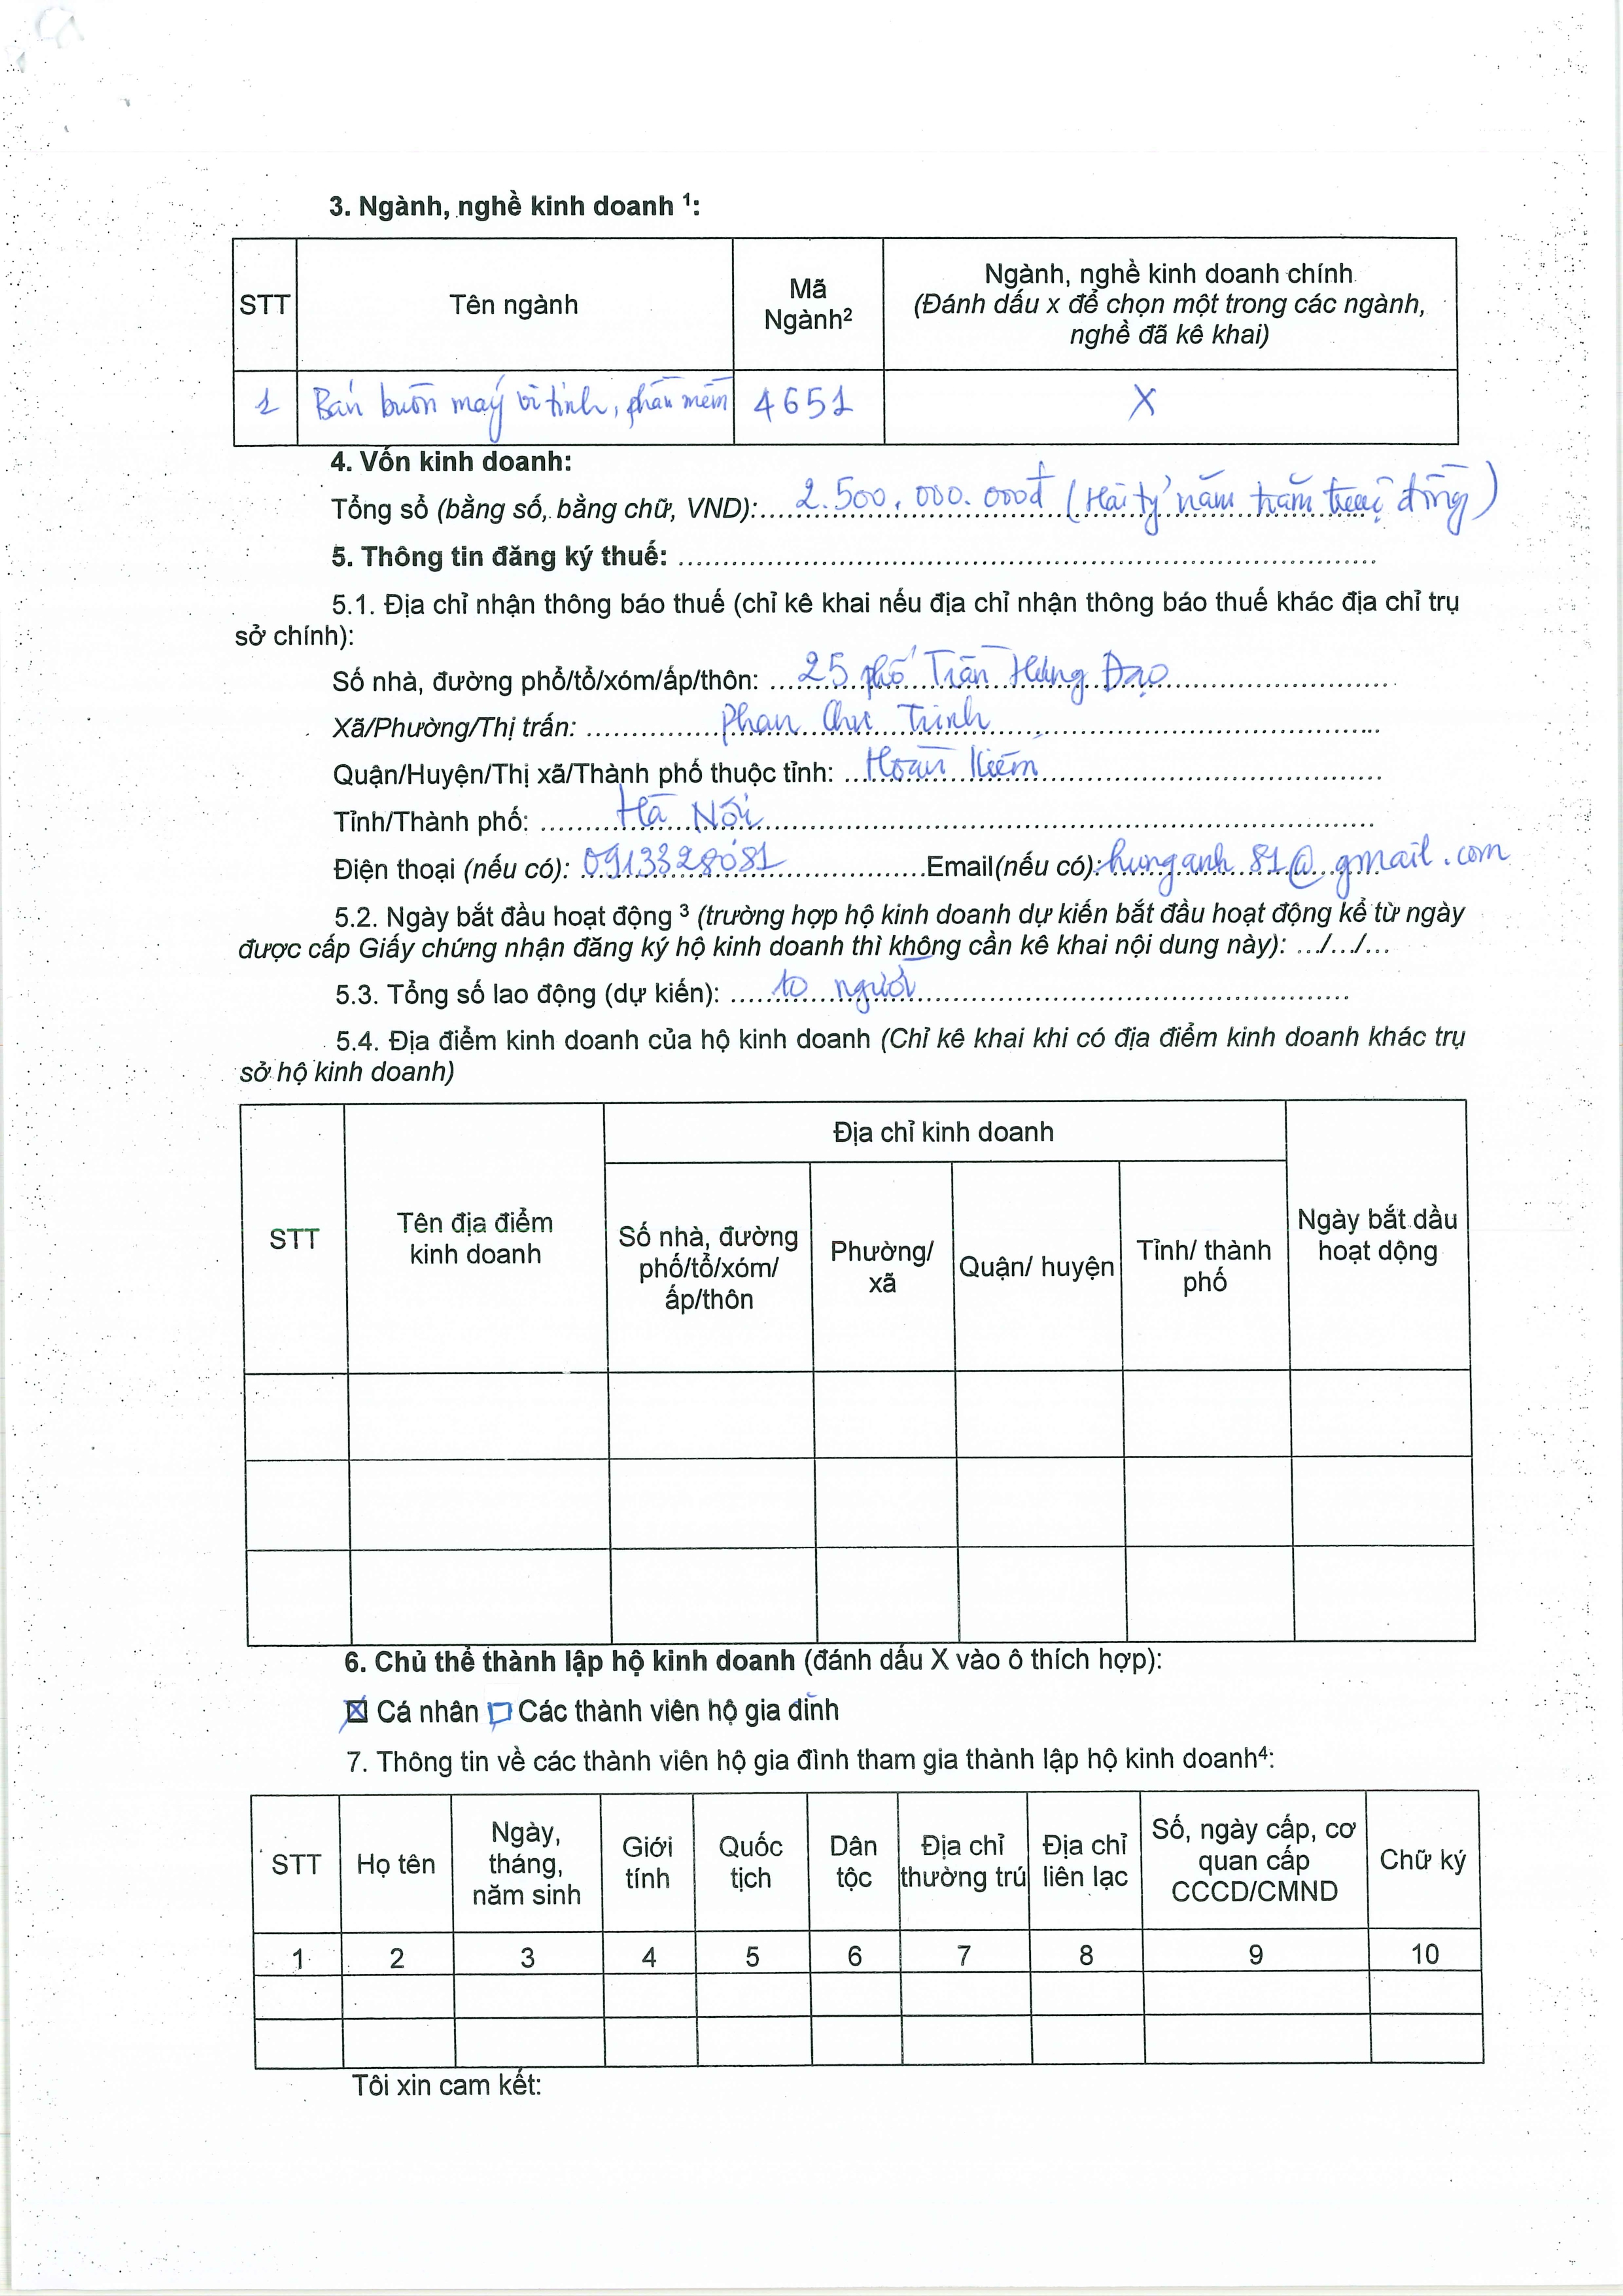 3. Ngành, nghề kinh doanh ¹:
STT
Tên ngành
Mã
Ngành²
Ngành, nghề kinh doanh chính
(Đánh dấu x để chọn một trong các ngành,
nghề đã kê khai)
1 Bán buôn máy vi tính, phần mềm 4651 X
4. Vốn kinh doanh:
Tổng số (bằng số, bằng chữ, VND):....2.500.000.000đ (Hai tỷ năm trăm triệu đồng)
5. Thông tin đăng ký thuế: ....................
5.1. Địa chỉ nhận thông báo thuế (chỉ kê khai nếu địa chỉ nhận thông báo thuế khác địa chỉ trụ
sở chính):
Số nhà, đường phố/tổ/xóm/ấp/thôn: ....25 phố Trần Hưng Đạo....
Xã/Phường/Thị trấn: ....Phan Chu Trinh....
Quận/Huyện/Thị xã/Thành phố thuộc tỉnh: ...Hoàn Kiếm....
Tỉnh/Thành phố: ....Hà Nội....
Điện thoại (nếu có): 0913328081....Email(nếu có): hunganh81@gmail.com
5.2. Ngày bắt đầu hoạt động ³ (trường hợp hộ kinh doanh dự kiến bắt đầu hoạt động kể từ ngày
được cấp Giấy chứng nhận đăng ký hộ kinh doanh thì không cần kê khai nội dung này): .../.../...
5.3. Tổng số lao động (dự kiến): ....10 người....
5.4. Địa điểm kinh doanh của hộ kinh doanh (Chỉ kê khai khi có địa điểm kinh doanh khác trụ
sở hộ kinh doanh)
STT
Tên địa điểm
kinh doanh
Địa chỉ kinh doanh
Số nhà, đường
phố/tổ/xóm/
ấp/thôn
Phường/
xã
Quận/ huyện
Tỉnh/ thành
phố
Ngày bắt dầu
hoạt động
6. Chủ thể thành lập hộ kinh doanh (đánh dấu X vào ô thích hợp):
☒ Cá nhân ☐ Các thành viên hộ gia đình
7. Thông tin về các thành viên hộ gia đình tham gia thành lập hộ kinh doanh⁴:
STT
Họ tên
Ngày,
tháng,
năm sinh
Giới
tính
Quốc
tịch
Dân
tộc
Địa chỉ
thường trú
Địa chỉ
liên lạc
Số, ngày cấp, cơ
quan cấp
CCCD/CMND
Chữ ký
1 2 3 4 5 6 7 8 9 10
Tôi xin cam kết: